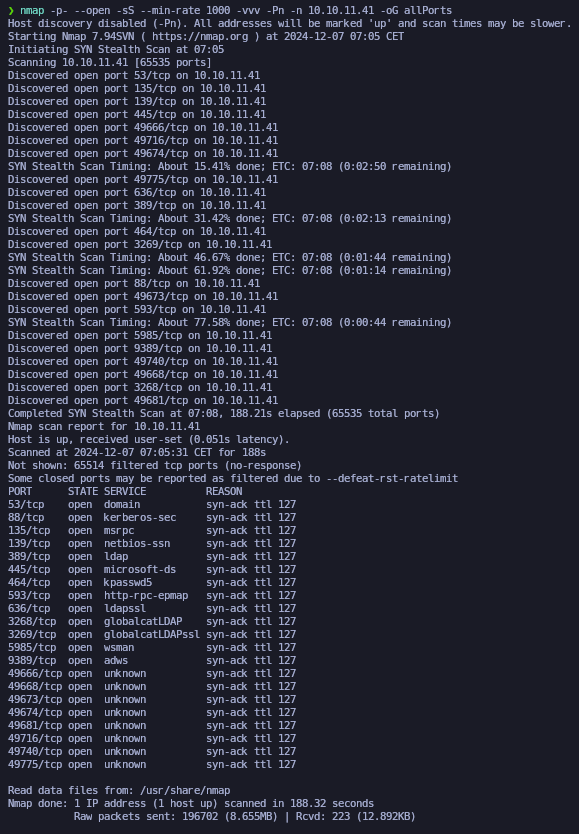 ❯ nmap -p- --open -sS --min-rate 1000 -vvv -Pn -n 10.10.11.41 -oG allPorts
Host discovery disabled (-Pn). All addresses will be marked 'up' and scan times may be slower.
Starting Nmap 7.94SVN ( https://nmap.org ) at 2024-12-07 07:05 CET
Initiating SYN Stealth Scan at 07:05
Scanning 10.10.11.41 [65535 ports]
Discovered open port 53/tcp on 10.10.11.41
Discovered open port 135/tcp on 10.10.11.41
Discovered open port 139/tcp on 10.10.11.41
Discovered open port 445/tcp on 10.10.11.41
Discovered open port 49666/tcp on 10.10.11.41
Discovered open port 49716/tcp on 10.10.11.41
Discovered open port 49674/tcp on 10.10.11.41
SYN Stealth Scan Timing: About 15.41% done; ETC: 07:08 (0:02:50 remaining)
Discovered open port 49775/tcp on 10.10.11.41
Discovered open port 636/tcp on 10.10.11.41
Discovered open port 389/tcp on 10.10.11.41
SYN Stealth Scan Timing: About 31.42% done; ETC: 07:08 (0:02:13 remaining)
Discovered open port 464/tcp on 10.10.11.41
Discovered open port 3269/tcp on 10.10.11.41
SYN Stealth Scan Timing: About 46.67% done; ETC: 07:08 (0:01:44 remaining)
SYN Stealth Scan Timing: About 61.92% done; ETC: 07:08 (0:01:14 remaining)
Discovered open port 88/tcp on 10.10.11.41
Discovered open port 49673/tcp on 10.10.11.41
Discovered open port 593/tcp on 10.10.11.41
SYN Stealth Scan Timing: About 77.58% done; ETC: 07:08 (0:00:44 remaining)
Discovered open port 5985/tcp on 10.10.11.41
Discovered open port 9389/tcp on 10.10.11.41
Discovered open port 49740/tcp on 10.10.11.41
Discovered open port 49668/tcp on 10.10.11.41
Discovered open port 3268/tcp on 10.10.11.41
Discovered open port 49681/tcp on 10.10.11.41
Completed SYN Stealth Scan at 07:08, 188.21s elapsed (65535 total ports)
Nmap scan report for 10.10.11.41
Host is up, received user-set (0.051s latency).
Scanned at 2024-12-07 07:05:31 CET for 188s
Not shown: 65514 filtered tcp ports (no-response)
Some closed ports may be reported as filtered due to --defeat-rst-ratelimit
PORT      STATE SERVICE          REASON
53/tcp    open  domain           syn-ack ttl 127
88/tcp    open  kerberos-sec     syn-ack ttl 127
135/tcp   open  msrpc            syn-ack ttl 127
139/tcp   open  netbios-ssn      syn-ack ttl 127
389/tcp   open  ldap             syn-ack ttl 127
445/tcp   open  microsoft-ds     syn-ack ttl 127
464/tcp   open  kpasswd5         syn-ack ttl 127
593/tcp   open  http-rpc-epmap   syn-ack ttl 127
636/tcp   open  ldapssl          syn-ack ttl 127
3268/tcp  open  globalcatLDAP    syn-ack ttl 127
3269/tcp  open  globalcatLDAPssl syn-ack ttl 127
5985/tcp  open  wsman            syn-ack ttl 127
9389/tcp  open  adws             syn-ack ttl 127
49666/tcp open  unknown          syn-ack ttl 127
49668/tcp open  unknown          syn-ack ttl 127
49673/tcp open  unknown          syn-ack ttl 127
49674/tcp open  unknown          syn-ack ttl 127
49681/tcp open  unknown          syn-ack ttl 127
49716/tcp open  unknown          syn-ack ttl 127
49740/tcp open  unknown          syn-ack ttl 127
49775/tcp open  unknown          syn-ack ttl 127
Read data files from: /usr/share/nmap
Nmap done: 1 IP address (1 host up) scanned in 188.32 seconds
Raw packets sent: 196702 (8.655MB) | Rcvd: 223 (12.892KB)